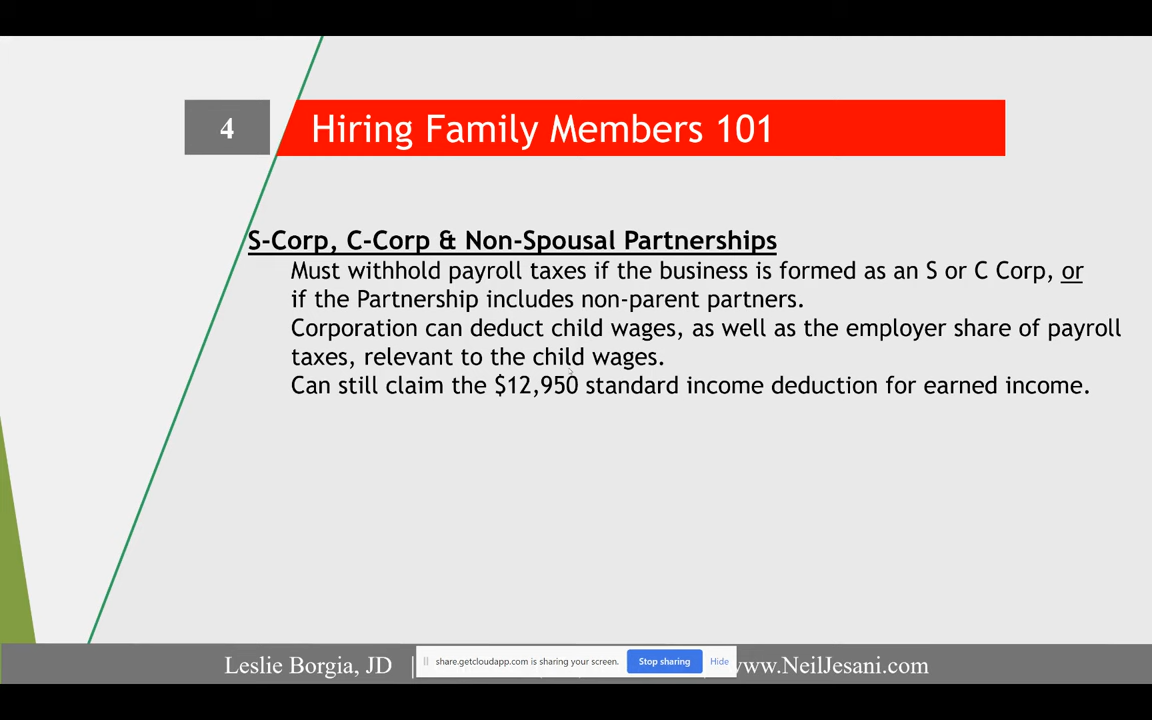 4
Hiring Family Members 101
S-Corp, C-Corp & Non-Spousal Partnerships
Must withhold payroll taxes if the business is formed as an S or C Corp, or
if the Partnership includes non-parent partners.
Corporation can deduct child wages, as well as the employer share of payroll
taxes, relevant to the child wages.
Can still claim the $12,950 standard income deduction for earned income.
Leslie Borgia, JD |
share.getcloudapp.com is sharing your screen. Stop sharing Hide
www.NeilJesani.com